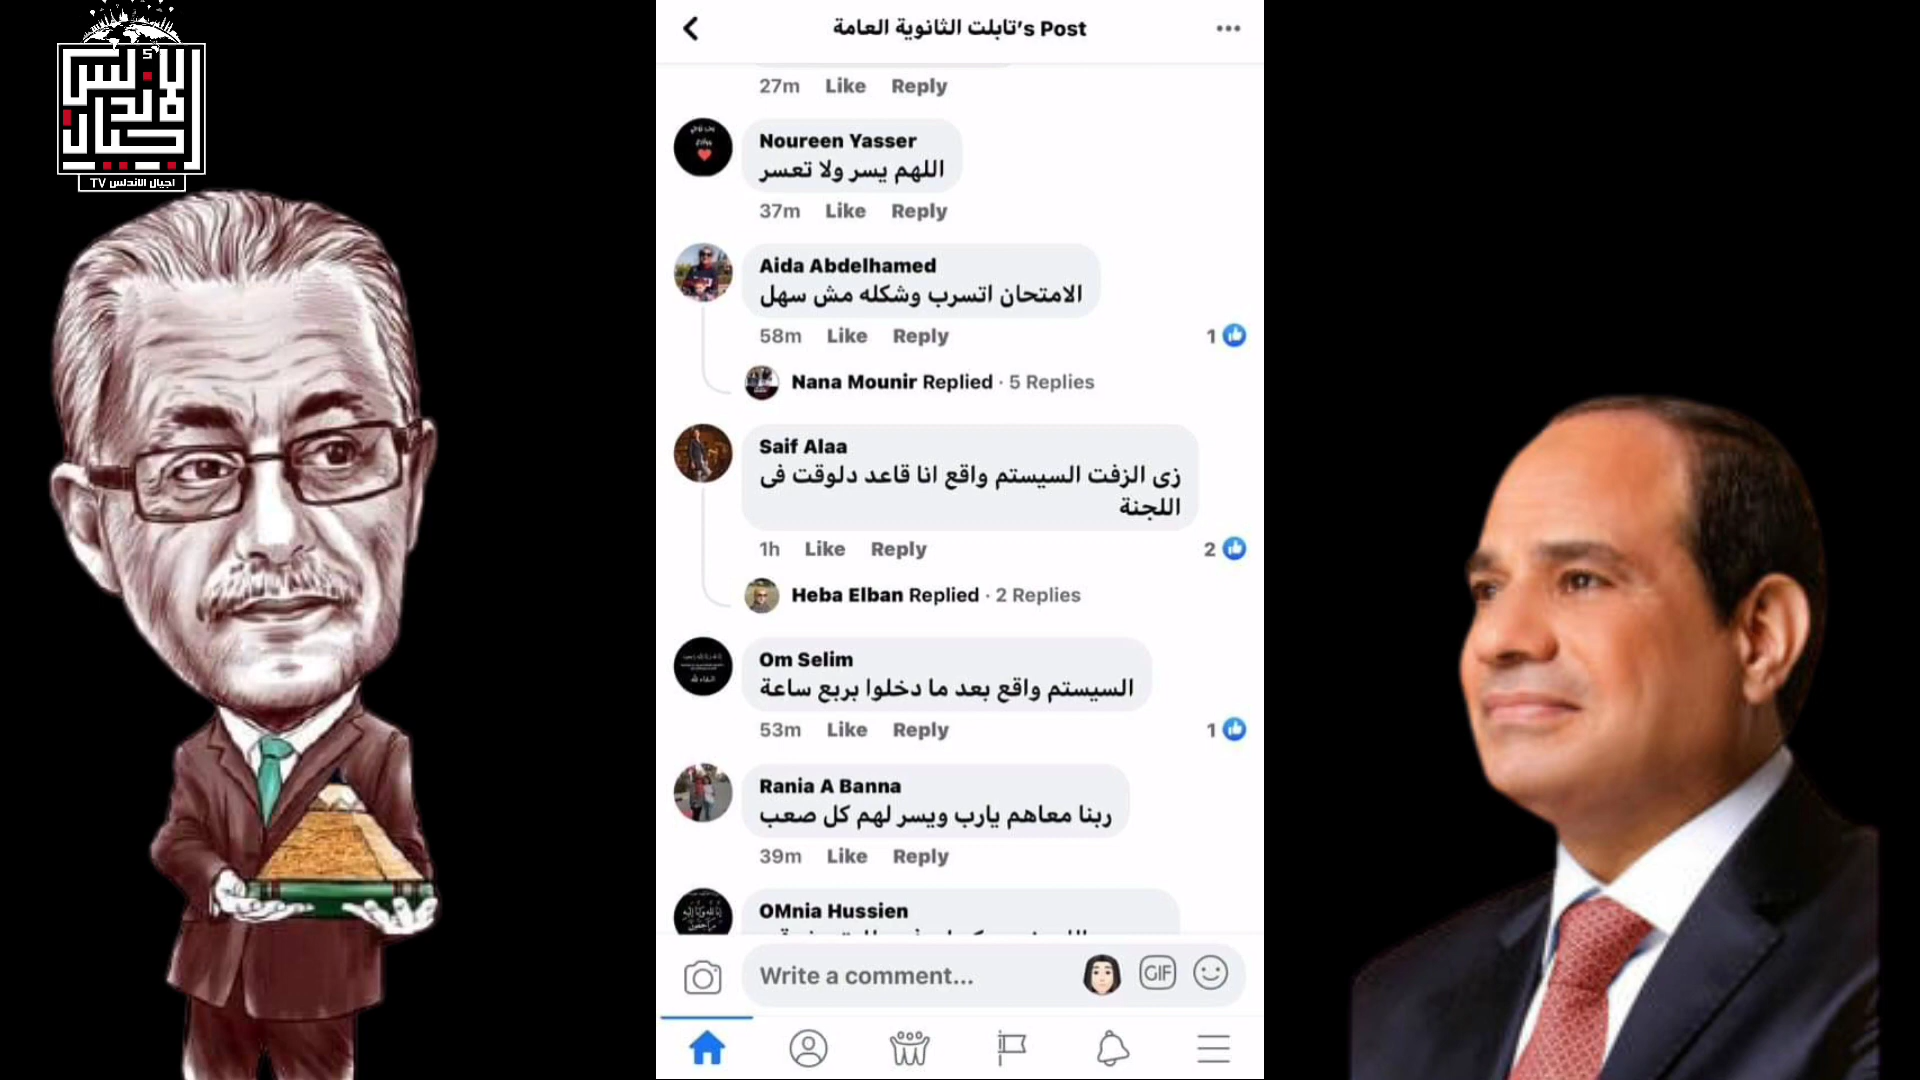 أجيال الأندلس
اجيال الاندلس TV
تابلت الثانوية العامة's Post
27m Like Reply
Noureen Yasser
اللهم يسر ولا تعسر
37m Like Reply
Aida Abdelhamed
الامتحان اتسرب وشكله مش سهل
58m Like Reply 1
Nana Mounir Replied · 5 Replies
Saif Alaa
زى الزفت السيستم واقع انا قاعد دلوقت فى
اللجنة
1h Like Reply 2
Heba Elban Replied · 2 Replies
Om Selim
السيستم واقع بعد ما دخلوا بربع ساعة
53m Like Reply 1
Rania A Banna
ربنا معاهم يارب ويسر لهم كل صعب
39m Like Reply
OMnia Hussien
Write a comment...
GIF